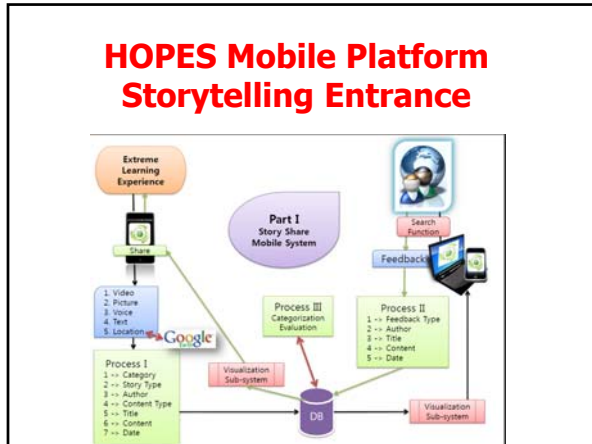 HOPES Mobile Platform
Storytelling Entrance
Extreme
Learning
Experience
Share
1. Video
2. Picture
3. Voice
4. Text
5. Location
Google
Process I
1 -> Category
2 -> Story Type
3 -> Author
4 -> Content Type
5 -> Title
6 -> Content
7 -> Date
Part I
Story Share
Mobile System
Process III
Categorization
Evaluation
Visualization
Sub-system
DB
Search
Function
Feedback
Process II
1 -> Feedback Type
2 -> Author
3 -> Title
4 -> Content
5 -> Date
Visualization
Sub-system